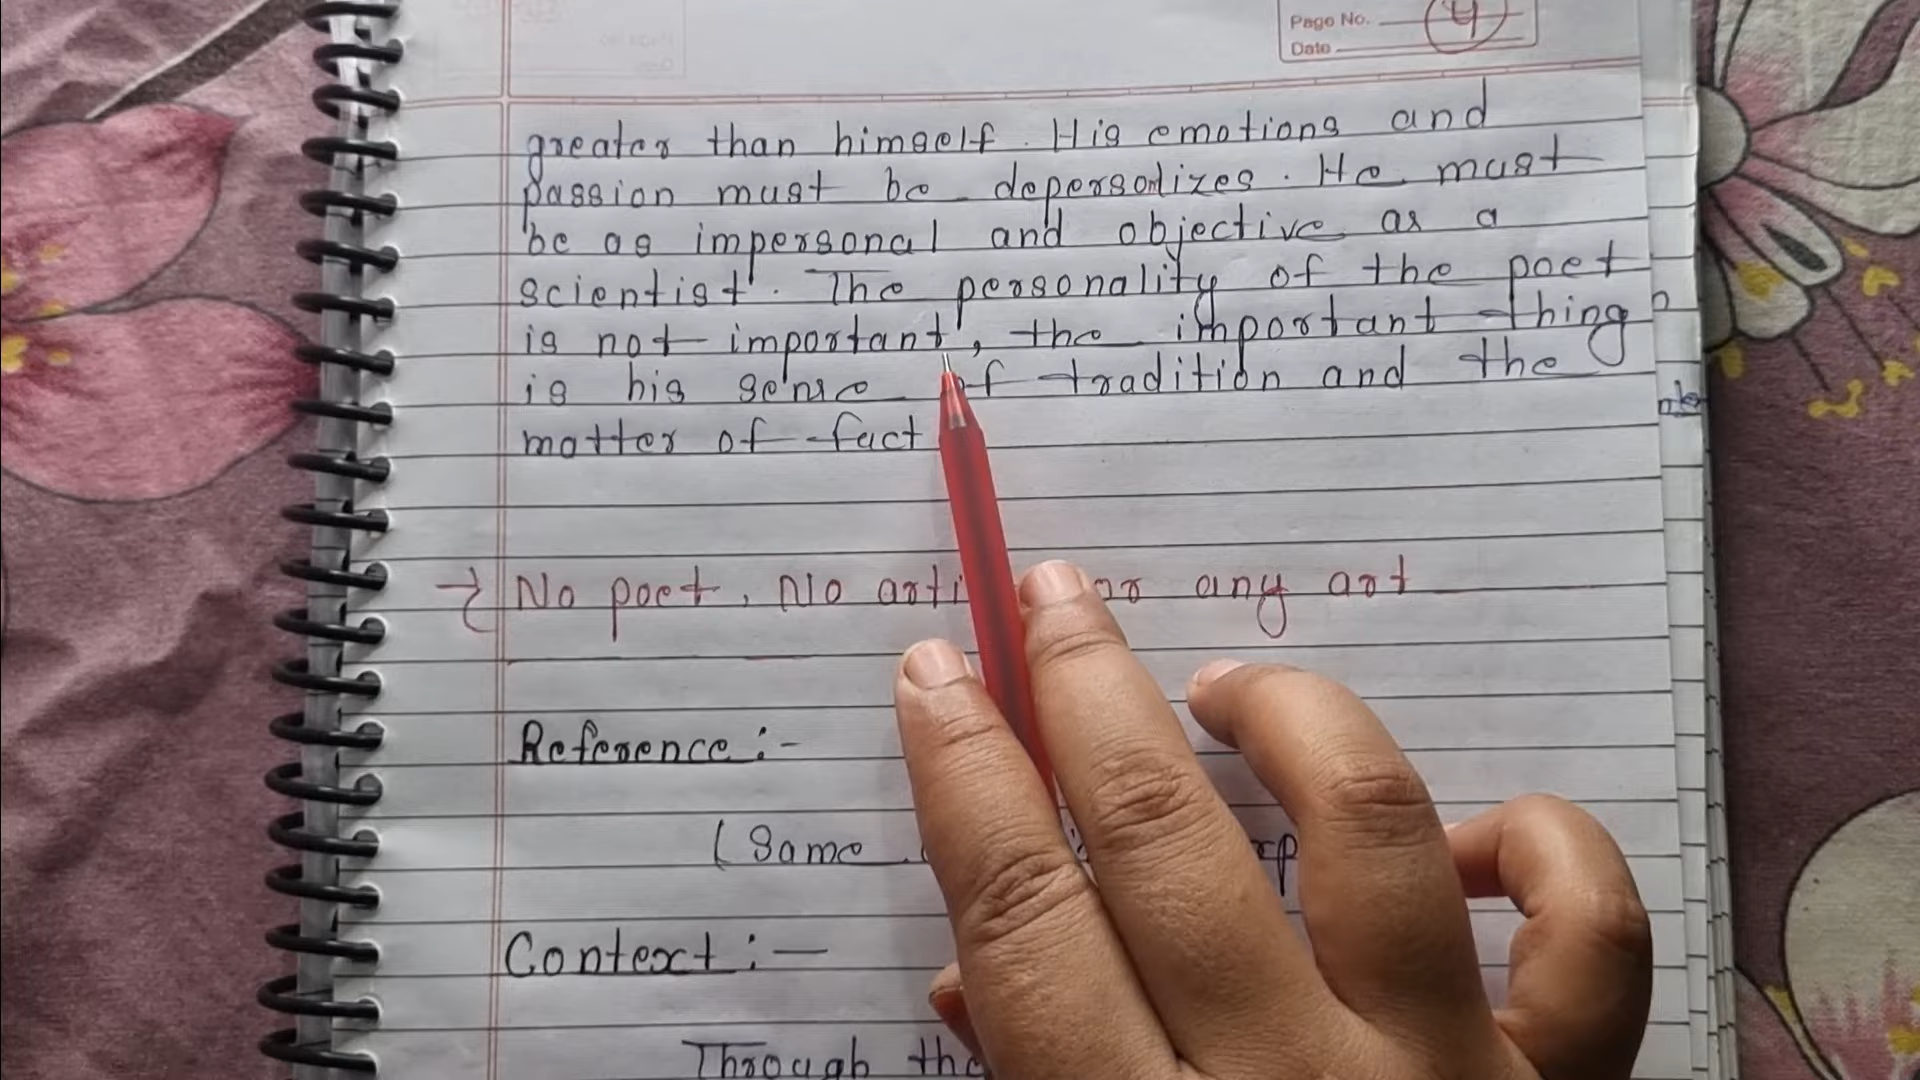 Page No. 4
Date
greater than himself. His emotions and
passion must be depersonlizes. He must
be as impersonal and objective as a
scientist. The personality of the poet
is not important, the important thing
is his sense of tradition and the
matter of fact
No poet, No or any art
Reference :-
(Same
Context :-
Through the